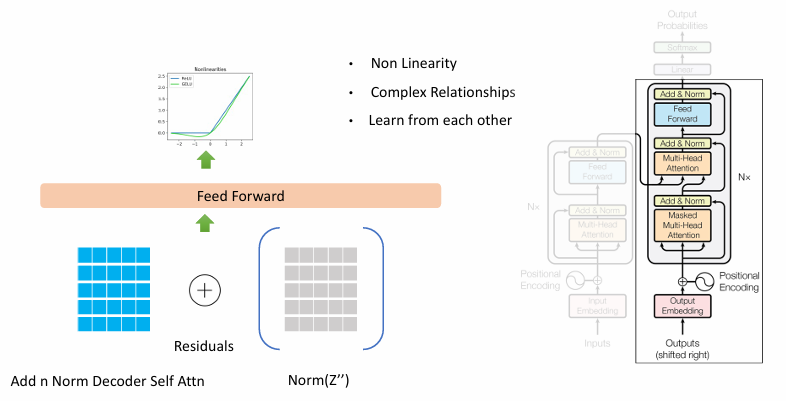 Nonlinearities
ReLU
GELU
2.5
2.0
1.5
1.0
0.5
0.0
−2 −1 0 1 2
• Non Linearity
• Complex Relationships
• Learn from each other
Feed Forward
Residuals
Add n Norm Decoder Self Attn
Norm(Z’’)
Output
Probabilities
Softmax
Linear
Add & Norm
Feed
Forward
Add & Norm
Multi-Head
Attention
N×
Add & Norm
Masked
Multi-Head
Attention
Positional
Encoding
Output
Embedding
Outputs
(shifted right)
Add & Norm
Feed
Forward
N×
Add & Norm
Multi-Head
Attention
Positional
Encoding
Input
Embedding
Inputs